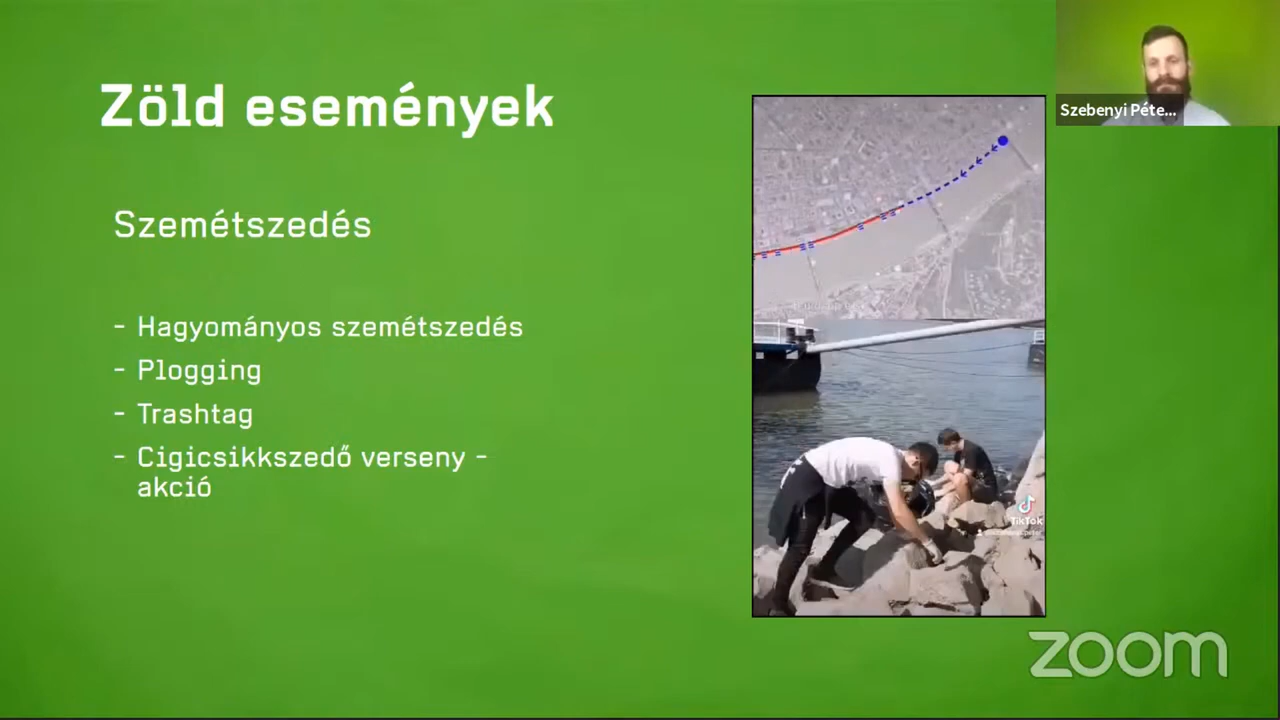 Zöld események
Szemétszedés
- Hagyományos szemétszedés
- Plogging
- Trashtag
- Cigicsikkszedő verseny -
akció
Szebenyi Péte...
TikTok
zoom